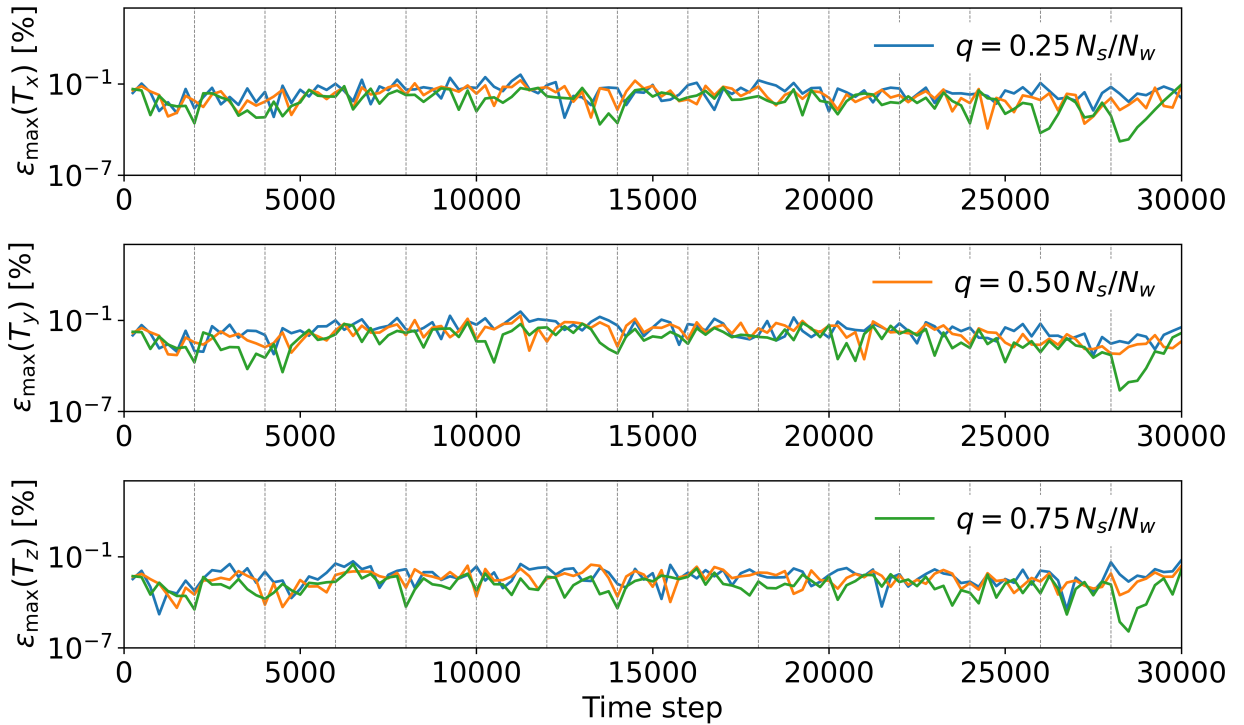 ε_max(T_x) [%]
10^−1
10^−7
q = 0.25 N_s/N_w
0 5000 10000 15000 20000 25000 30000
ε_max(T_y) [%]
10^−1
10^−7
q = 0.50 N_s/N_w
0 5000 10000 15000 20000 25000 30000
ε_max(T_z) [%]
10^−1
10^−7
q = 0.75 N_s/N_w
0 5000 10000 15000 20000 25000 30000
Time step